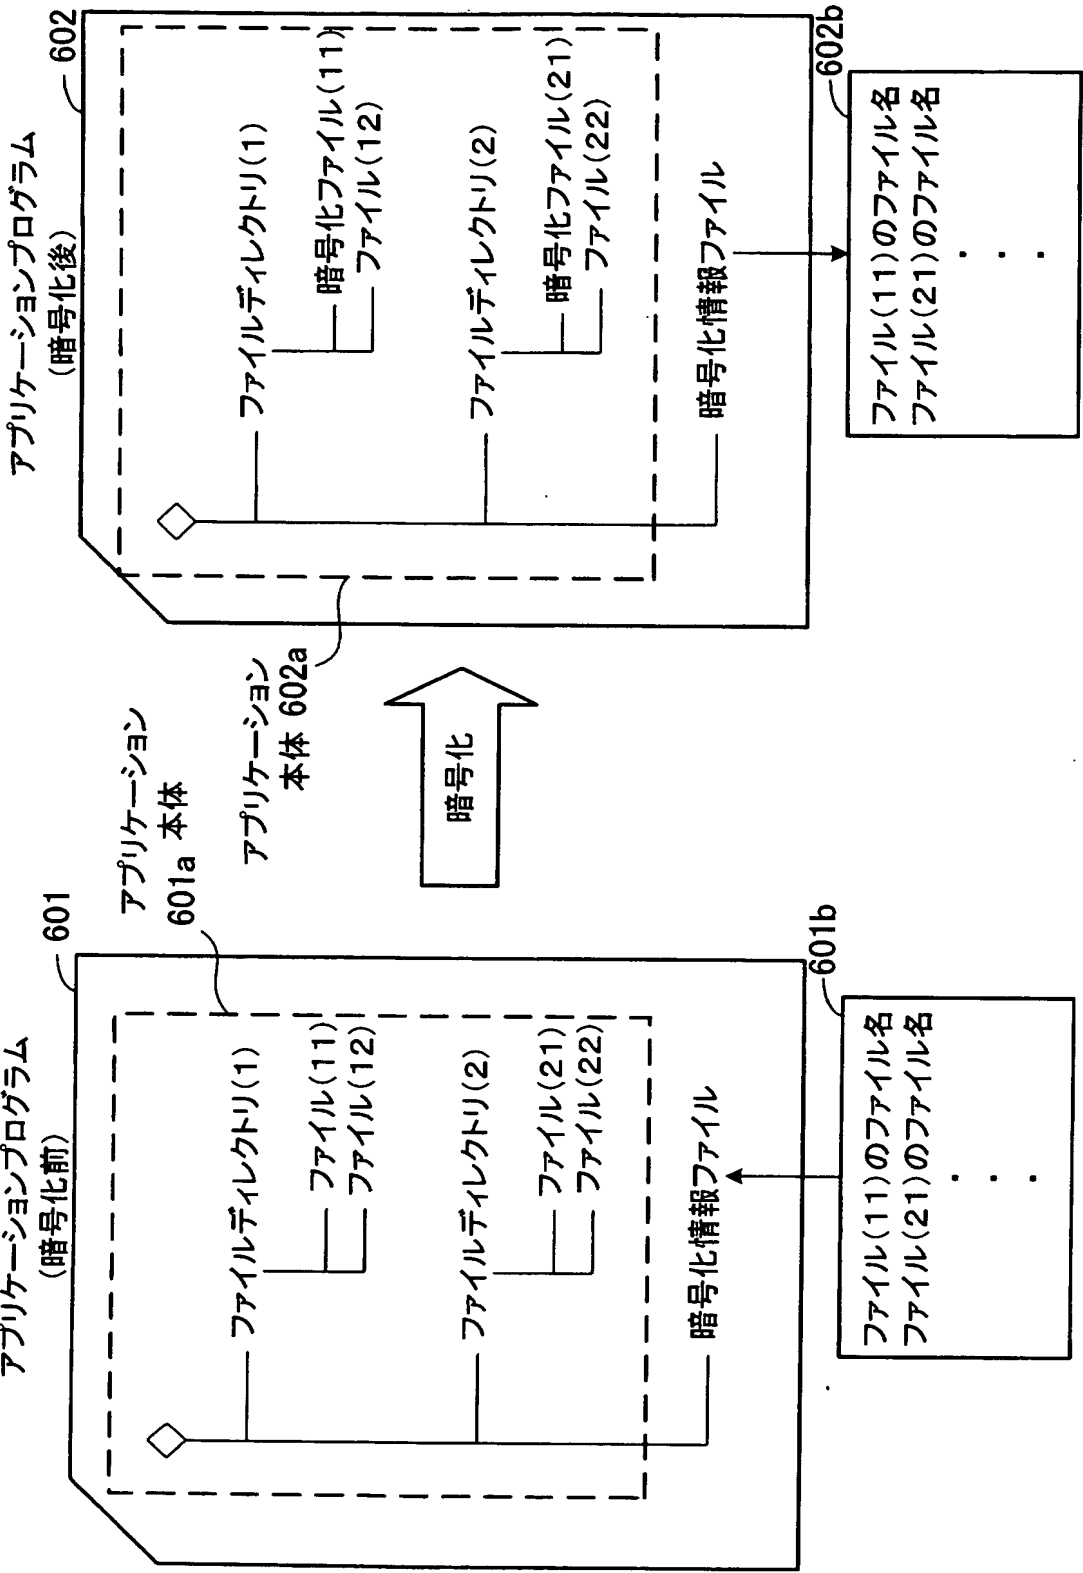 アプリケーションプログラム
(暗号化前)
601
アプリケーション
601a 本体
ファイルディレクトリ(1)
ファイル(11)
ファイル(12)
ファイルディレクトリ(2)
ファイル(21)
ファイル(22)
暗号化情報ファイル
601b
ファイル(11)のファイル名
ファイル(21)のファイル名
・・・
暗号化
アプリケーションプログラム
(暗号化後)
602
アプリケーション
本体 602a
ファイルディレクトリ(1)
暗号化ファイル(11)
ファイル(12)
ファイルディレクトリ(2)
暗号化ファイル(21)
ファイル(22)
暗号化情報ファイル
602b
ファイル(11)のファイル名
ファイル(21)のファイル名
・・・